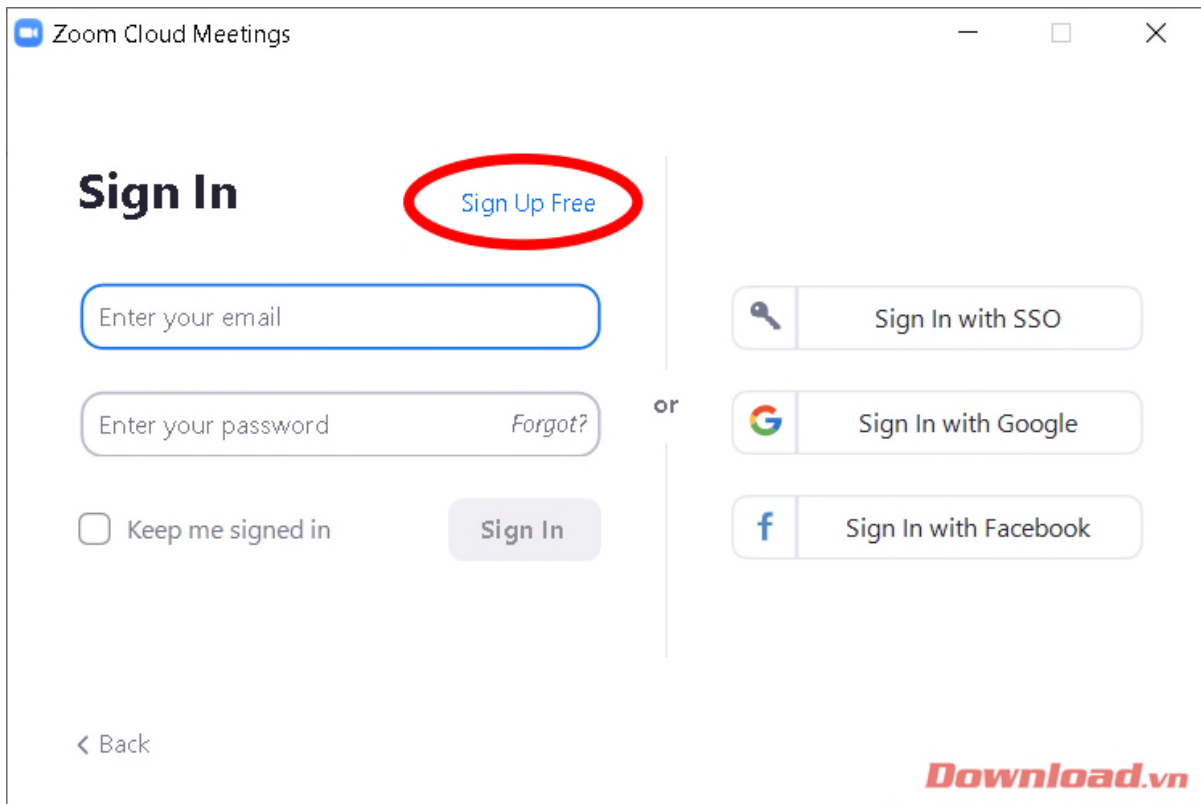 Zoom Cloud Meetings
Sign In
Sign Up Free
Enter your email
Enter your password
Forgot?
Keep me signed in
Sign In
or
Sign In with SSO
Sign In with Google
Sign In with Facebook
Back
Download.vn